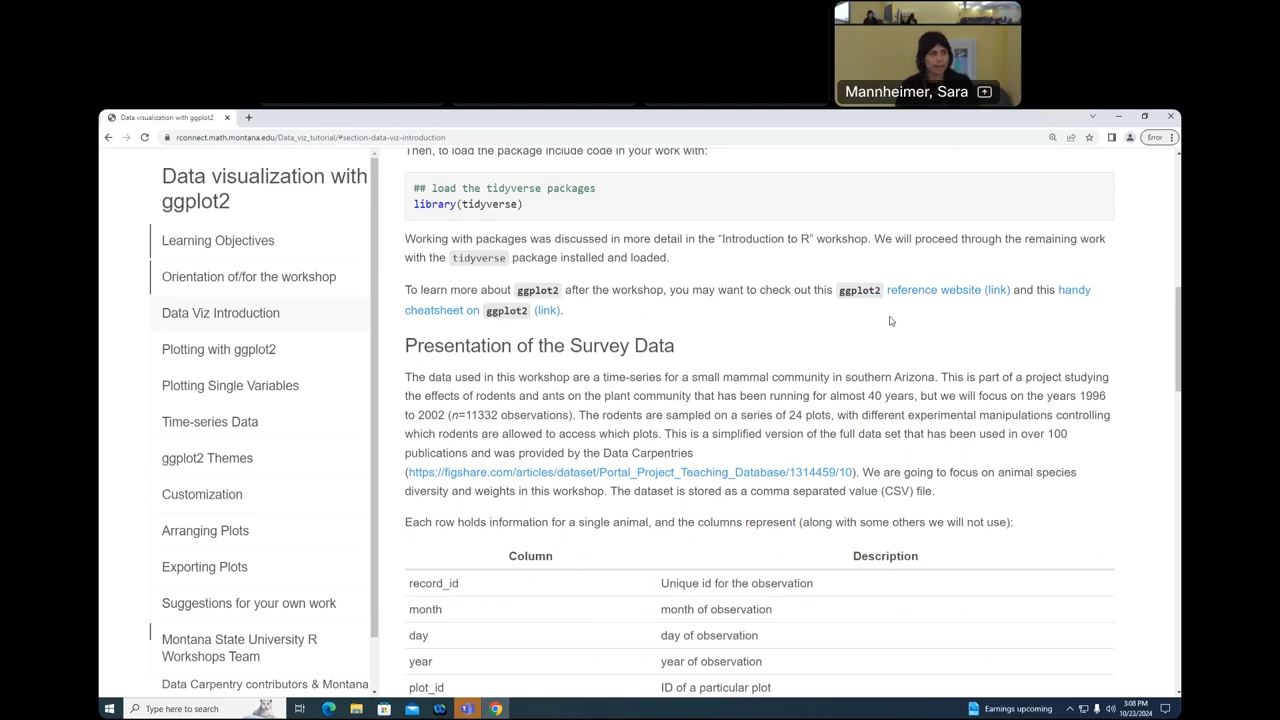 Mannheimer, Sara
Data visualization with ggplot2
rconnect.math.montana.edu/Data_viz_tutorial/#section-data-viz-introduction
Error
Data visualization with
ggplot2
Learning Objectives
Orientation of/for the workshop
Data Viz Introduction
Plotting with ggplot2
Plotting Single Variables
Time-series Data
ggplot2 Themes
Customization
Arranging Plots
Exporting Plots
Suggestions for your own work
Montana State University R
Workshops Team
Data Carpentry contributors & Montana
Then, to load the package include code in your work with:
## load the tidyverse packages
library(tidyverse)
Working with packages was discussed in more detail in the “Introduction to R” workshop. We will proceed through the remaining work
with the tidyverse package installed and loaded.
To learn more about ggplot2 after the workshop, you may want to check out this ggplot2 reference website (link) and this handy
cheatsheet on ggplot2 (link).
Presentation of the Survey Data
The data used in this workshop are a time-series for a small mammal community in southern Arizona. This is part of a project studying
the effects of rodents and ants on the plant community that has been running for almost 40 years, but we will focus on the years 1996
to 2002 (n=11332 observations). The rodents are sampled on a series of 24 plots, with different experimental manipulations controlling
which rodents are allowed to access which plots. This is a simplified version of the full data set that has been used in over 100
publications and was provided by the Data Carpentries
(https://figshare.com/articles/dataset/Portal_Project_Teaching_Database/1314459/10). We are going to focus on animal species
diversity and weights in this workshop. The dataset is stored as a comma separated value (CSV) file.
Each row holds information for a single animal, and the columns represent (along with some others we will not use):
Column Description
record_id Unique id for the observation
month month of observation
day day of observation
year year of observation
plot_id ID of a particular plot
Type here to search
Earnings upcoming
3:08 PM
10/23/2024